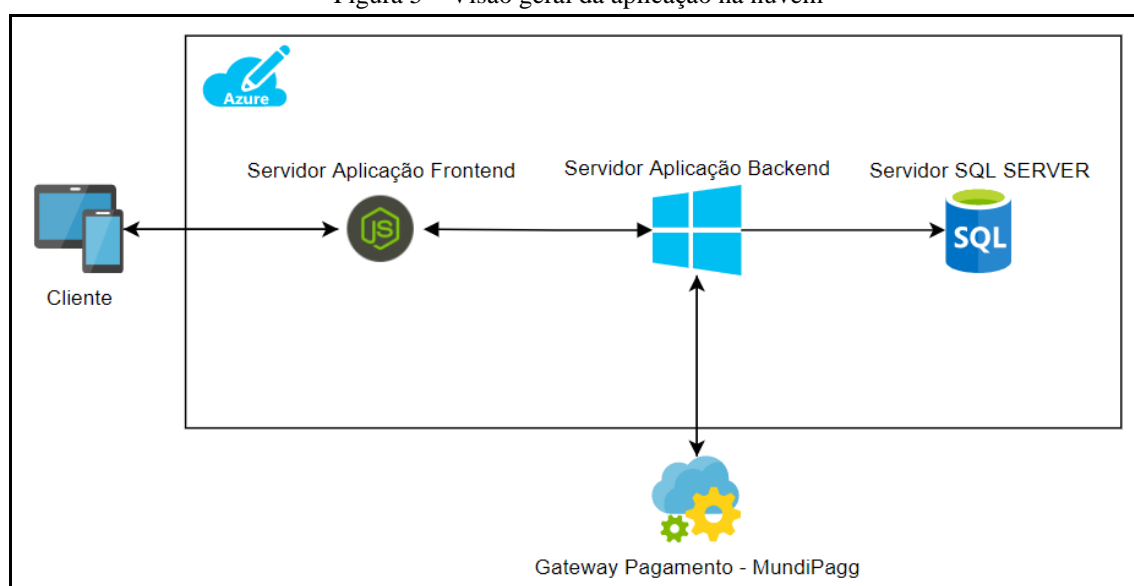 Azure
Servidor Aplicação Frontend
Servidor Aplicação Backend
Servidor SQL SERVER
JS
SQL
Cliente
Gateway Pagamento - MundiPagg